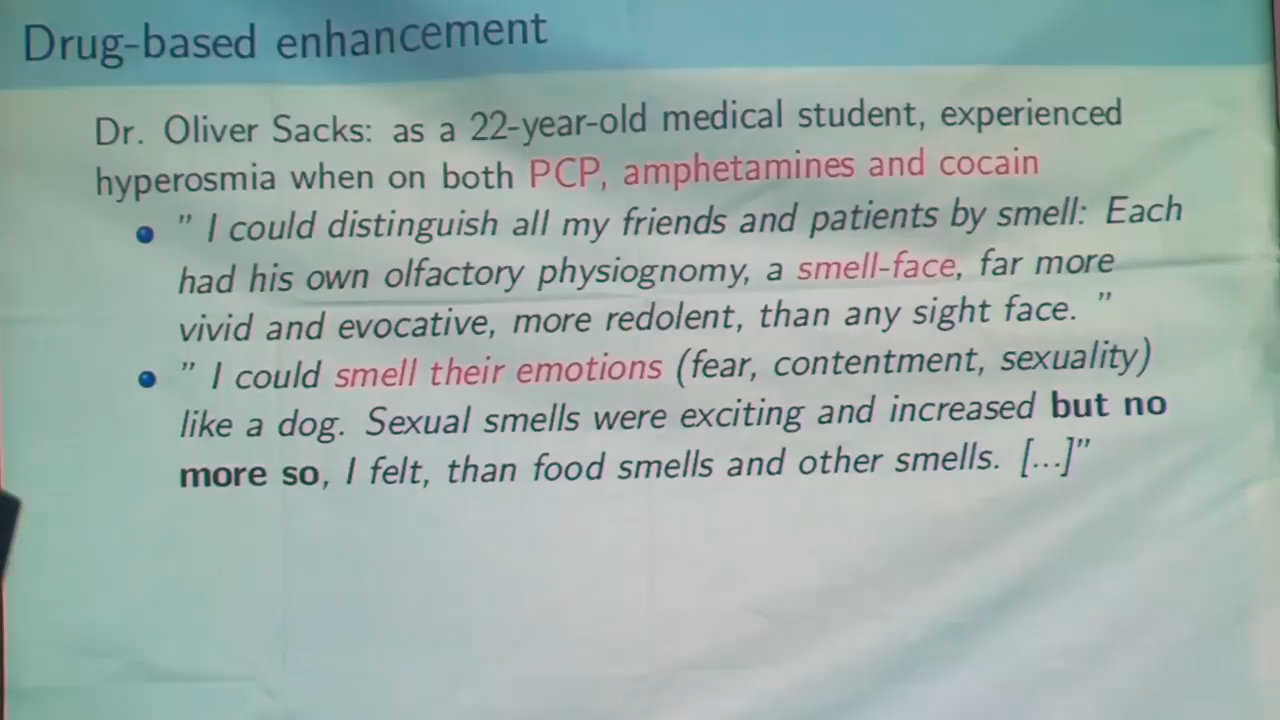 Drug-based enhancement
Dr. Oliver Sacks: as a 22-year-old medical student, experienced
hyperosmia when on both PCP, amphetamines and cocain
" I could distinguish all my friends and patients by smell: Each
had his own olfactory physiognomy, a smell-face, far more
vivid and evocative, more redolent, than any sight face. "
" I could smell their emotions (fear, contentment, sexuality)
like a dog. Sexual smells were exciting and increased but no
more so, I felt, than food smells and other smells. [...]"